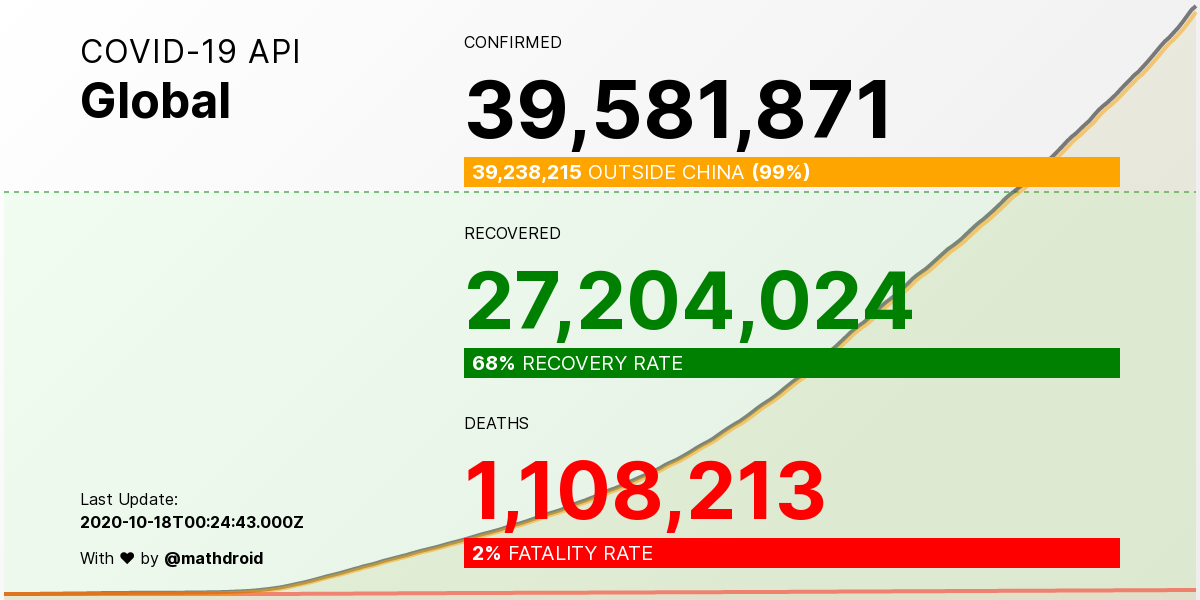 COVID-19 API
Global
CONFIRMED
39,581,871
39,238,215 OUTSIDE CHINA (99%)
RECOVERED
27,204,024
68% RECOVERY RATE
DEATHS
1,108,213
2% FATALITY RATE
Last Update:
2020-10-18T00:24:43.000Z
With ♥ by @mathdroid